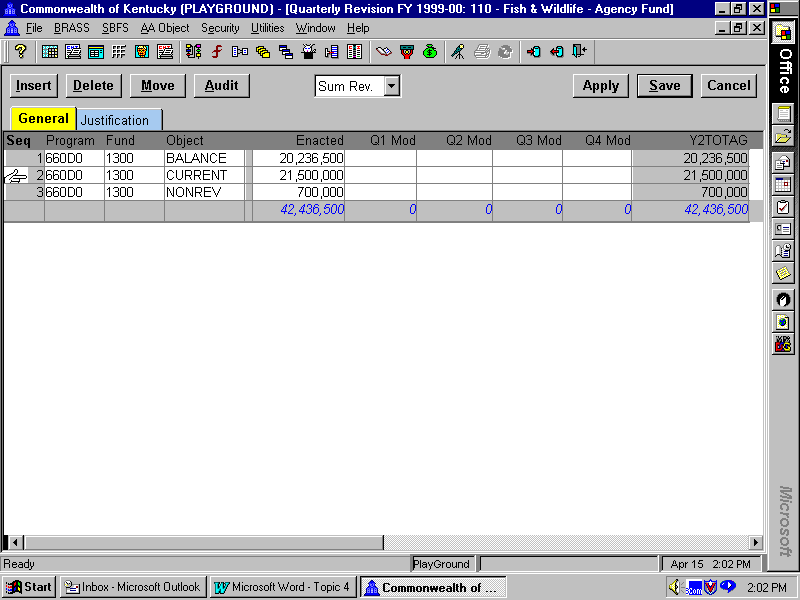 Commonwealth of Kentucky (PLAYGROUND) - [Quarterly Revision FY 1999-00: 110 - Fish & Wildlife - Agency Fund]
File BRASS SBFS AA Object Security Utilities Window Help
Insert Delete Move Audit Sum Rev. Apply Save Cancel
General Justification
Seq Program Fund Object Enacted Q1 Mod Q2 Mod Q3 Mod Q4 Mod Y2TOTAG
1 660D0 1300 BALANCE 20,236,500 20,236,500
2 660D0 1300 CURRENT 21,500,000 21,500,000
3 660D0 1300 NONREV 700,000 700,000
42,436,500 0 0 0 0 42,436,500
Office
Microsoft
Ready PlayGround Apr 15 2:02 PM
Start Inbox - Microsoft Outlook Microsoft Word - Topic 4 Commonwealth of ... 2:02 PM